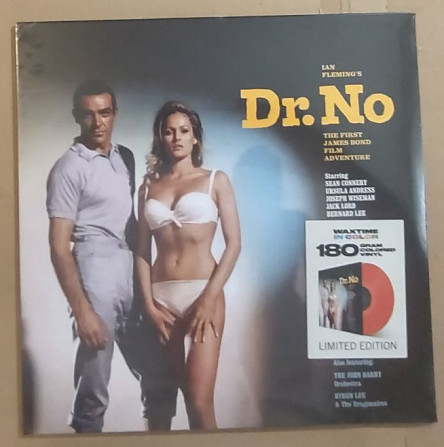 IAN
FLEMING'S
Dr. No
THE FIRST
JAMES BOND
FILM
ADVENTURE
Starring
SEAN CONNERY
URSULA ANDRESS
JOSEPH WISEMAN
JACK LORD
BERNARD LEE
WAXTIME
IN COLOR
180 GRAM
COLORED
VINYL
Dr. No
LIMITED EDITION
Also featuring:
THE JOHN BARRY
Orchestra
BYRON LEE
& The Dragonaires